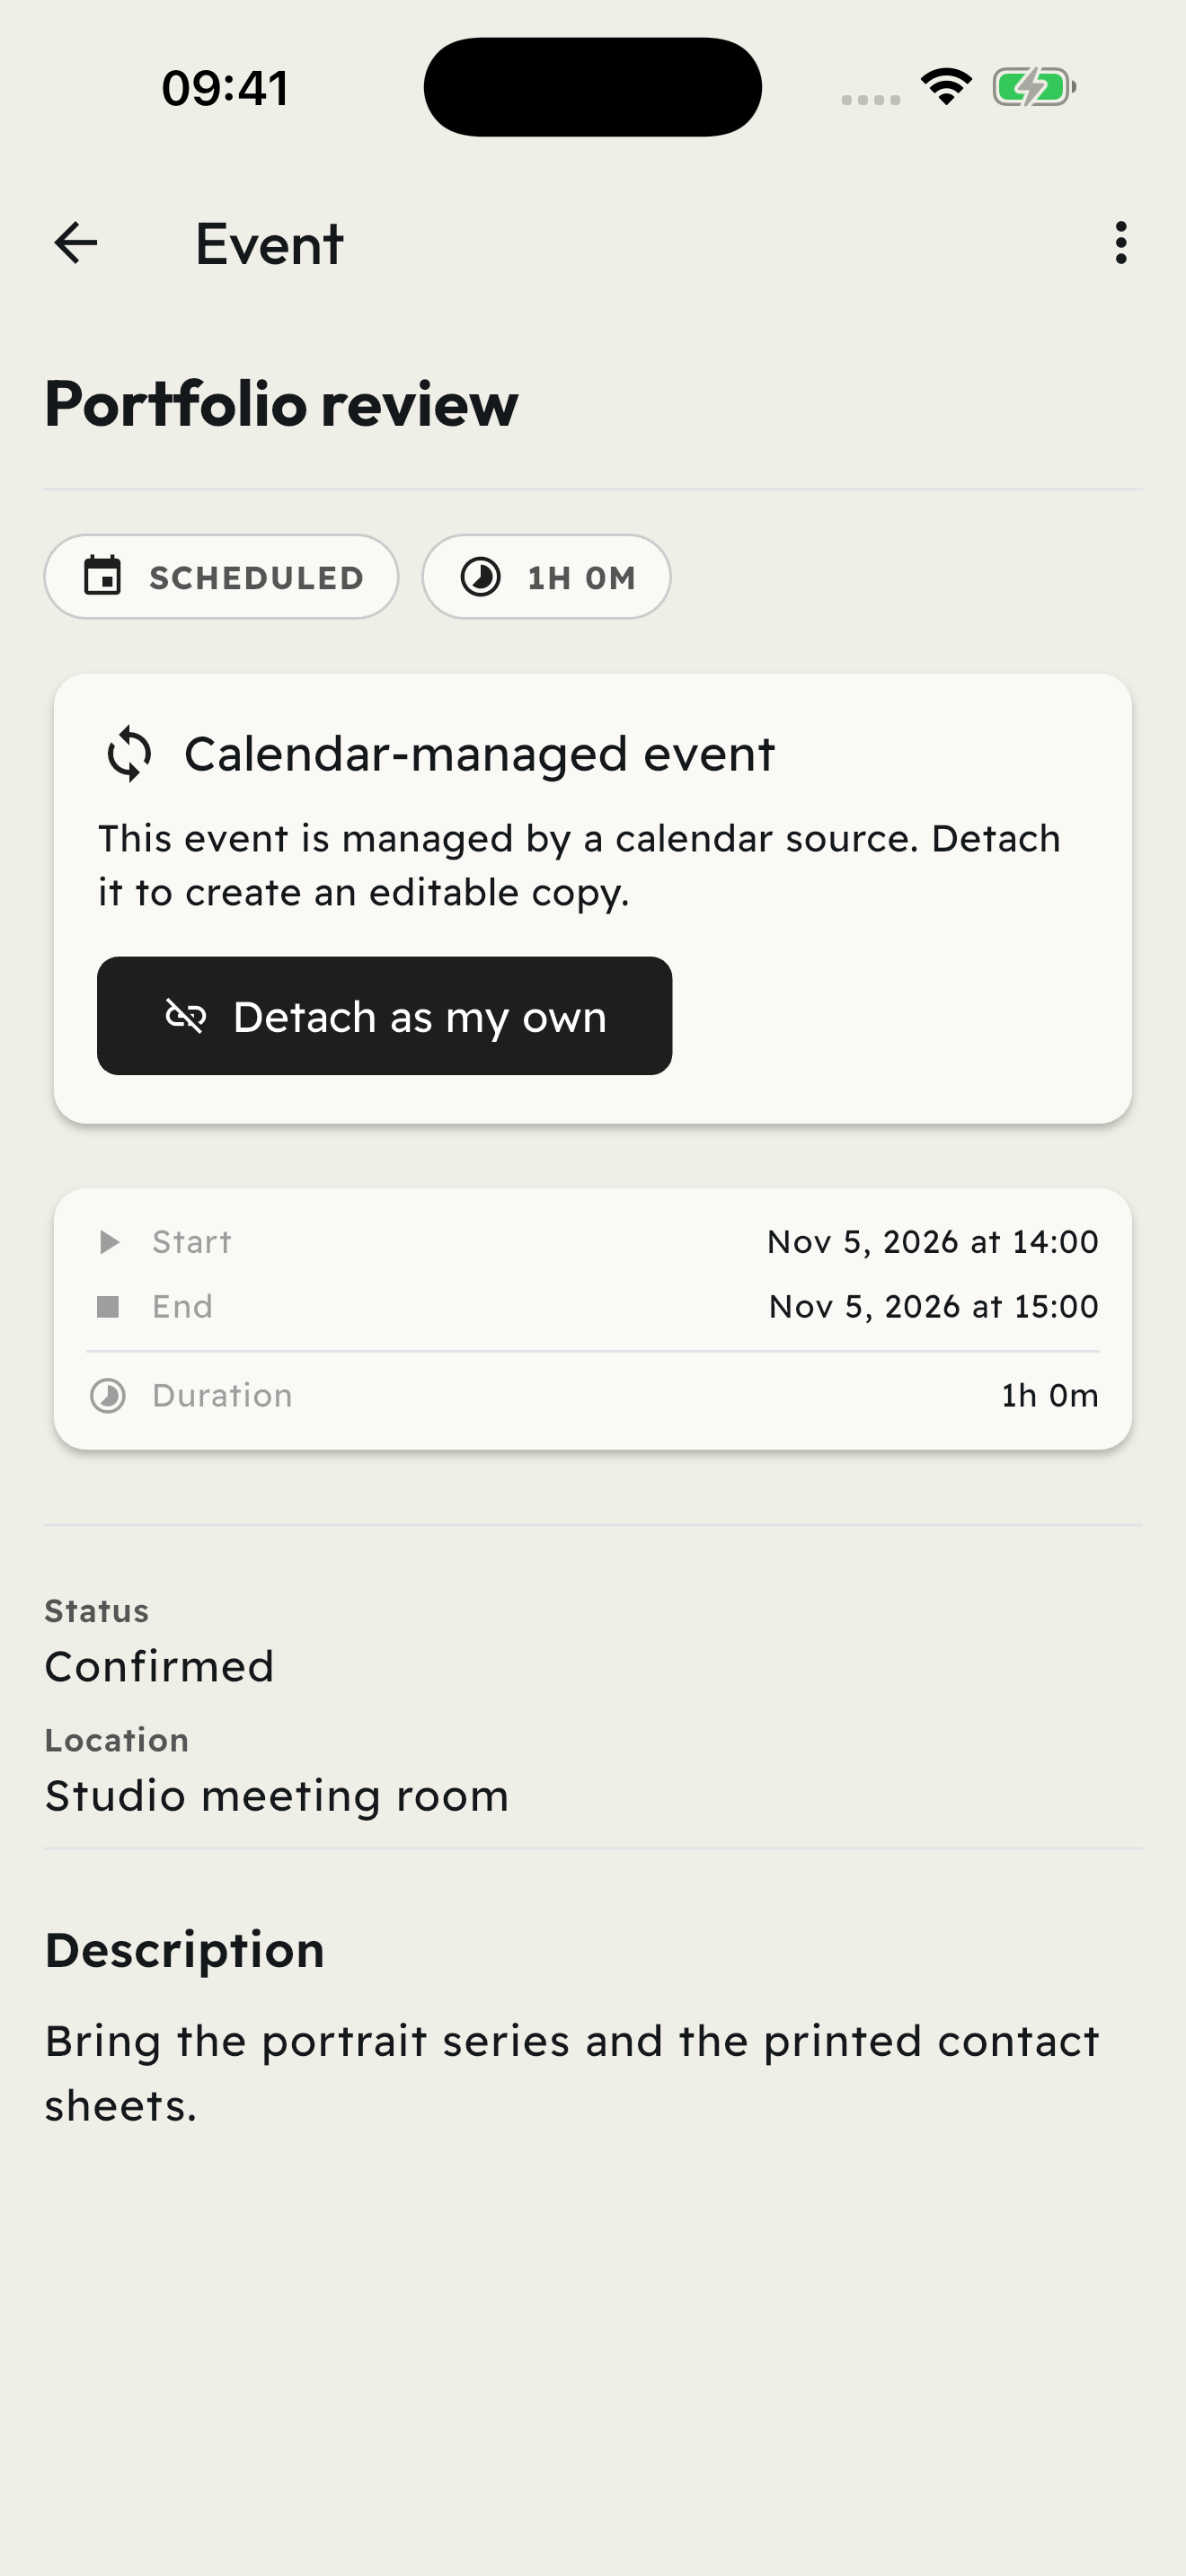 09:41
Event
Portfolio review
SCHEDULED
1H 0M
Calendar-managed event
This event is managed by a calendar source. Detach
it to create an editable copy.
Detach as my own
Start
Nov 5, 2026 at 14:00
End
Nov 5, 2026 at 15:00
Duration
1h 0m
Status
Confirmed
Location
Studio meeting room
Description
Bring the portrait series and the printed contact
sheets.